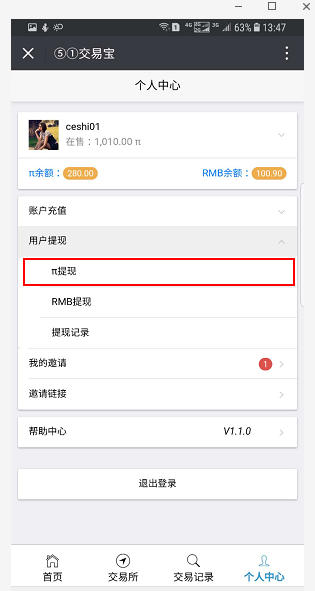 4G 4G 2G 3G 63% 13:47
⑤①交易宝
个人中心
ceshi01
在售：1,010.00 π
π余额：280.00 RMB余额：100.90
账户充值
用户提现
π提现
RMB提现
提现记录
我的邀请 1
邀请链接
帮助中心 V1.1.0
退出登录
首页 交易所 交易记录 个人中心